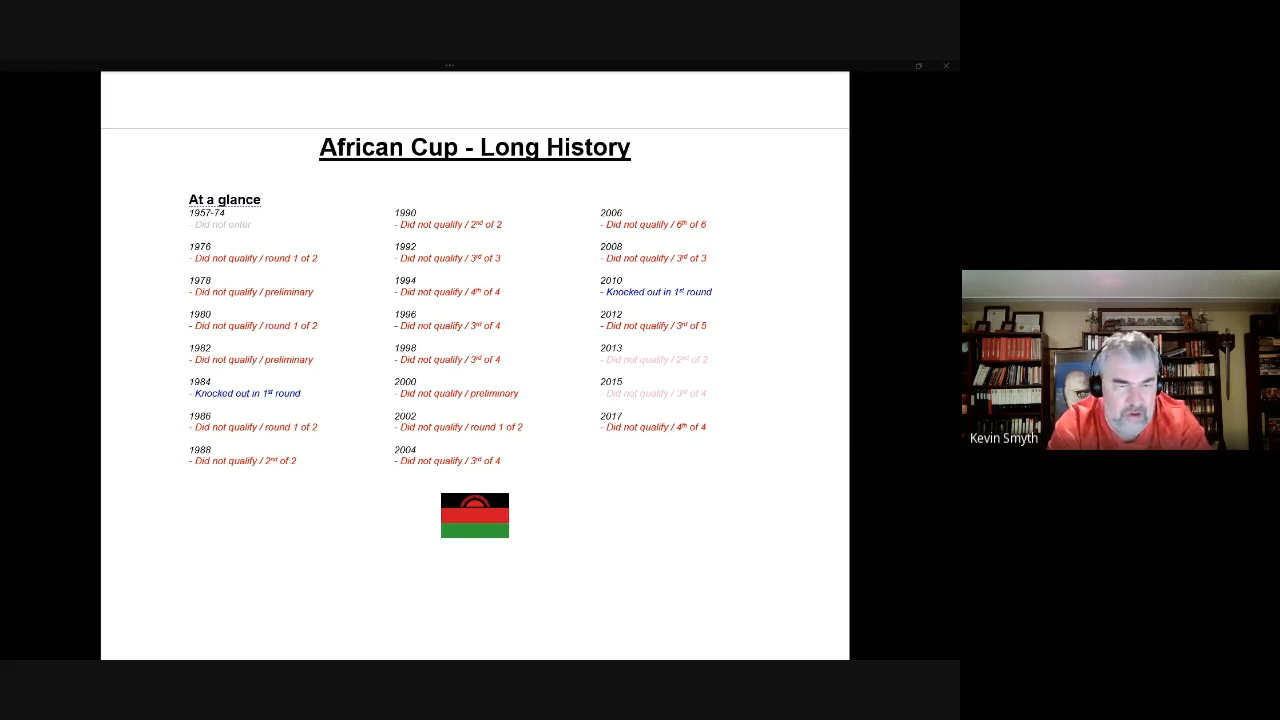 African Cup - Long History
At a glance
1957-74
- Did not enter
1976
- Did not qualify / round 1 of 2
1978
- Did not qualify / preliminary
1980
- Did not qualify / round 1 of 2
1982
- Did not qualify / preliminary
1984
- Knocked out in 1st round
1986
- Did not qualify / round 1 of 2
1988
- Did not qualify / 2nd of 2
1990
- Did not qualify / 2nd of 2
1992
- Did not qualify / 3rd of 3
1994
- Did not qualify / 4th of 4
1996
- Did not qualify / 3rd of 4
1998
- Did not qualify / 3rd of 4
2000
- Did not qualify / preliminary
2002
- Did not qualify / round 1 of 2
2004
- Did not qualify / 3rd of 4
2006
- Did not qualify / 6th of 6
2008
- Did not qualify / 3rd of 3
2010
- Knocked out in 1st round
2012
- Did not qualify / 3rd of 5
2013
- Did not qualify / 2nd of 2
2015
- Did not qualify / 3rd of 4
2017
- Did not qualify / 4th of 4
Kevin Smyth